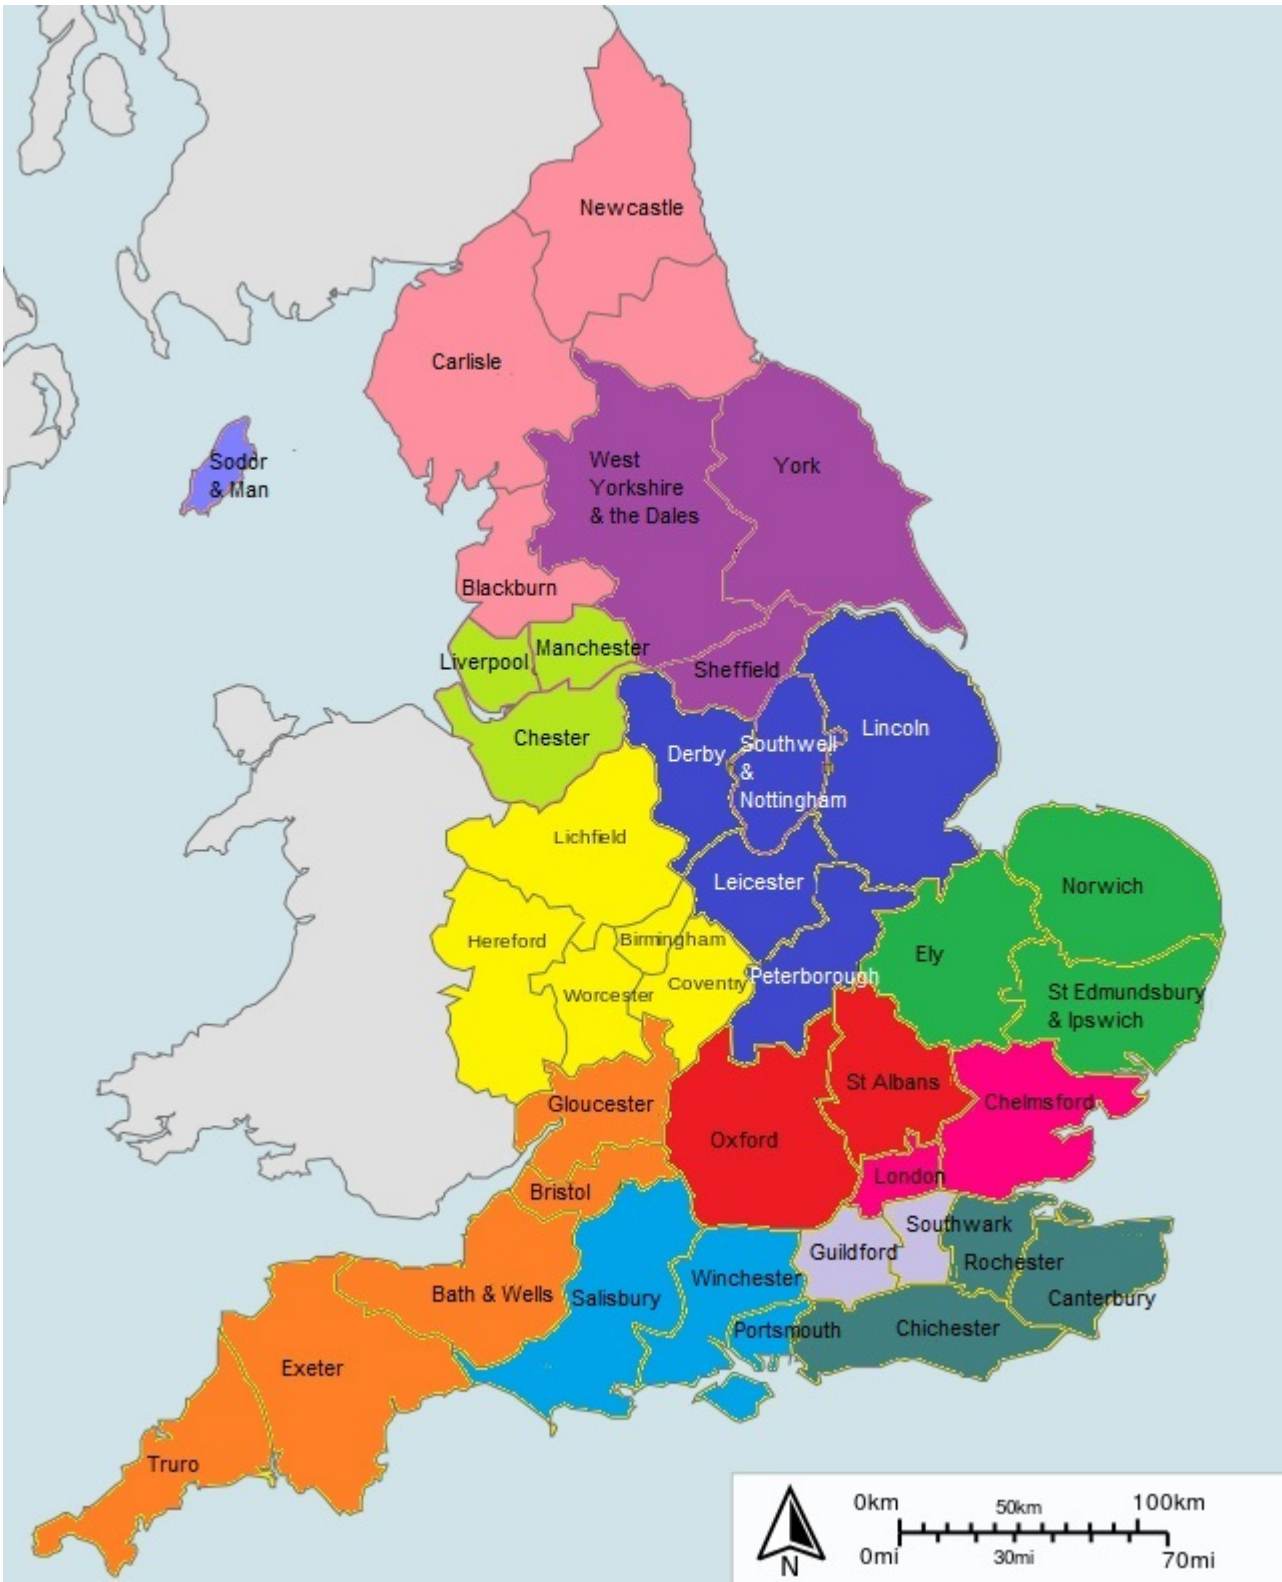 Newcastle
Carlisle
Sodor
& Man
West
Yorkshire
& the Dales
York
Blackburn
Liverpool
Manchester
Sheffield
Chester
Derby
Southwell
&
Nottingham
Lincoln
Lichfield
Leicester
Norwich
Hereford
Birmingham
Ely
Worcester
Coventry
Peterborough
St Edmundsbury
& Ipswich
Gloucester
St Albans
Chelmsford
Oxford
London
Bristol
Southwark
Guildford
Rochester
Bath & Wells
Salisbury
Winchester
Canterbury
Portsmouth
Chichester
Exeter
Truro
N
0km
50km
100km
0mi
30mi
70mi